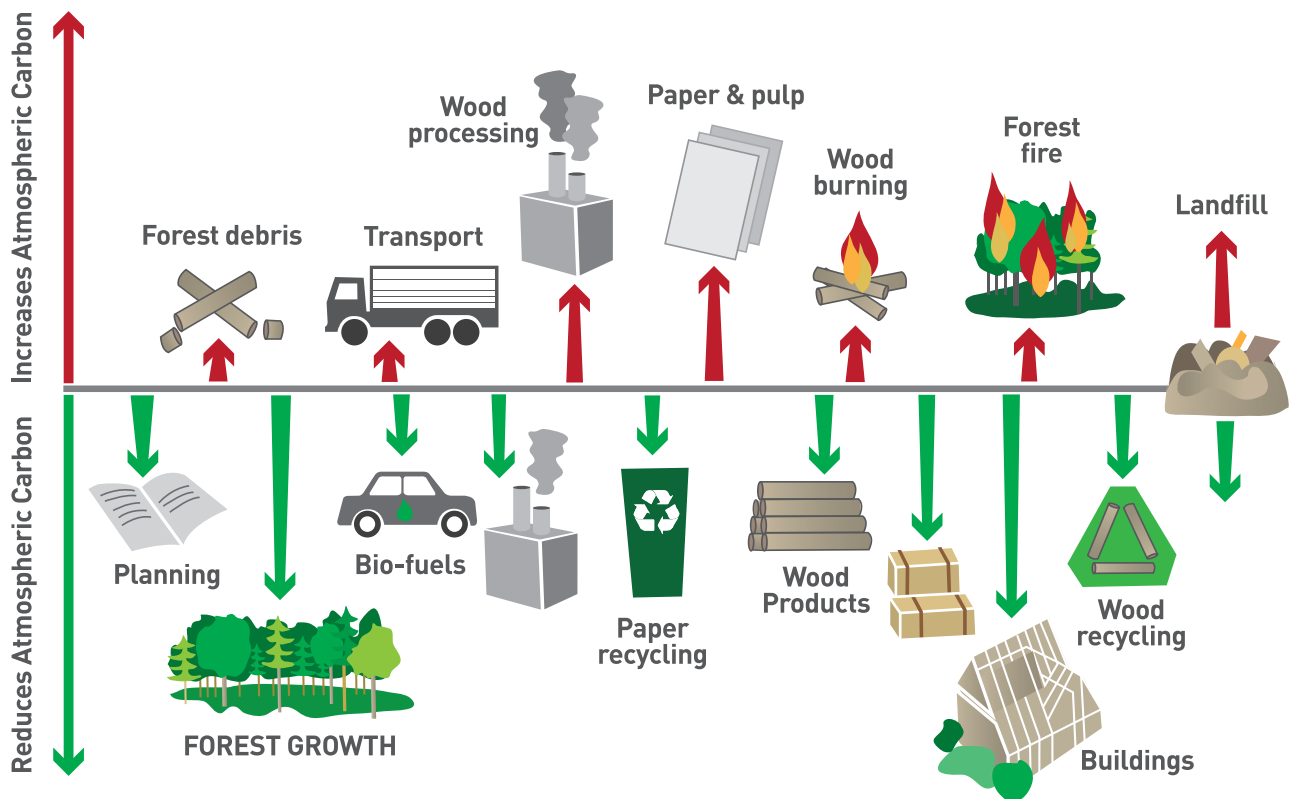 Increases Atmospheric Carbon
Reduces Atmospheric Carbon
Forest debris
Transport
Wood
processing
Paper & pulp
Wood
burning
Forest
fire
Landfill
Planning
FOREST GROWTH
Bio-fuels
Paper
recycling
Wood
Products
Buildings
Wood
recycling